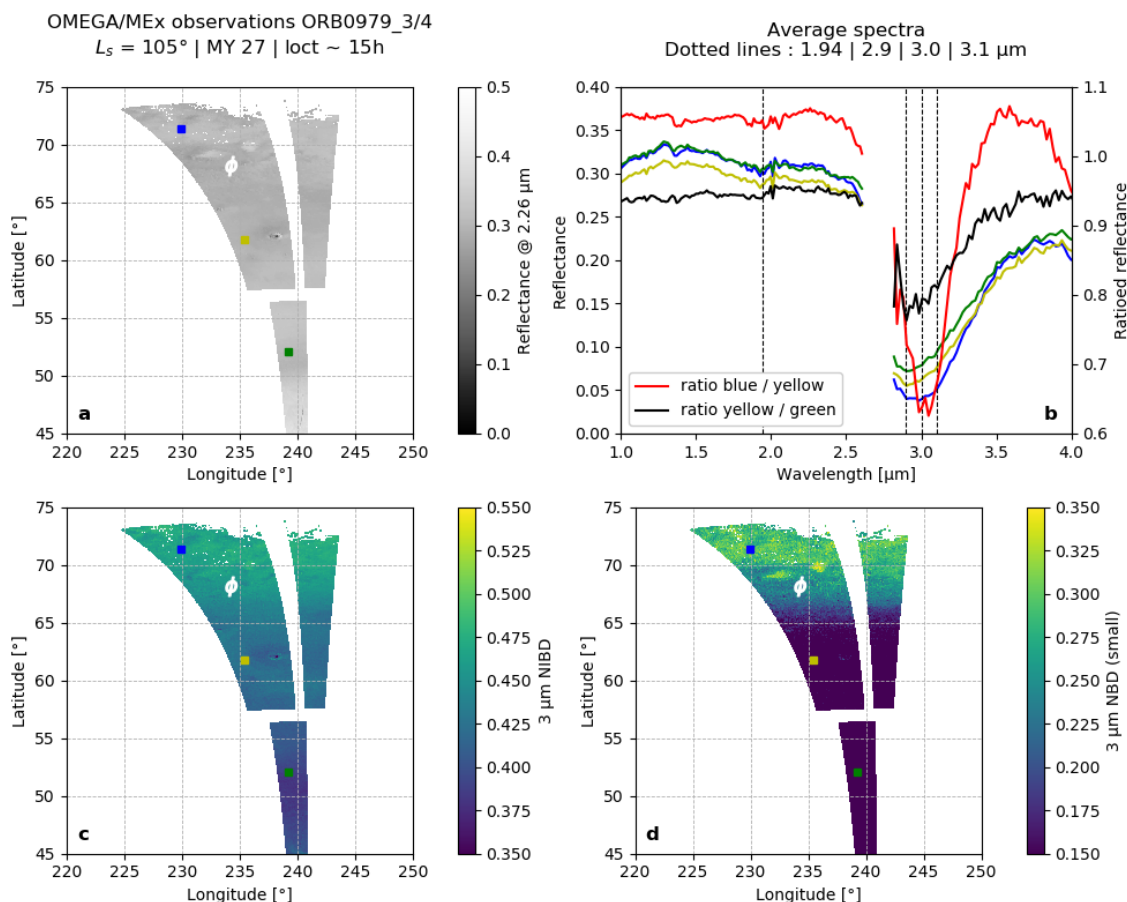 OMEGA/MEx observations ORB0979_3/4
Lₛ = 105° | MY 27 | loct ~ 15h
75
70
65
60
55
50
45
Latitude [°]
220 225 230 235 240 245 250
Longitude [°]
ϕ
a
0.5
0.4
0.3
0.2
0.1
0.0
Reflectance @ 2.26 µm
Average spectra
Dotted lines : 1.94 | 2.9 | 3.0 | 3.1 µm
0.40
0.35
0.30
0.25
0.20
0.15
0.10
0.05
0.00
Reflectance
1.0 1.5 2.0 2.5 3.0 3.5 4.0
Wavelength [µm]
ratio blue / yellow
ratio yellow / green
b
1.1
1.0
0.9
0.8
0.7
0.6
Ratioed reflectance
75
70
65
60
55
50
45
Latitude [°]
220 225 230 235 240 245 250
Longitude [°]
ϕ
c
0.550
0.525
0.500
0.475
0.450
0.425
0.400
0.375
0.350
3 µm NIBD
75
70
65
60
55
50
45
Latitude [°]
220 225 230 235 240 245 250
Longitude [°]
ϕ
d
0.350
0.325
0.300
0.275
0.250
0.225
0.200
0.175
0.150
3 µm NBD (small)